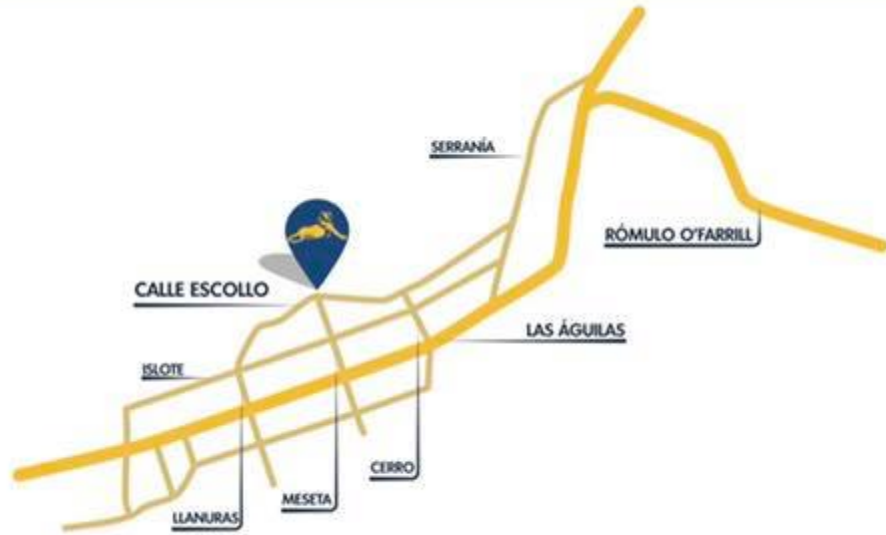 SERRANÍA
RÓMULO O'FARRILL
CALLE ESCOLLO
LAS ÁGUILAS
ISLOTE
CERRO
MESETA
LLANURAS